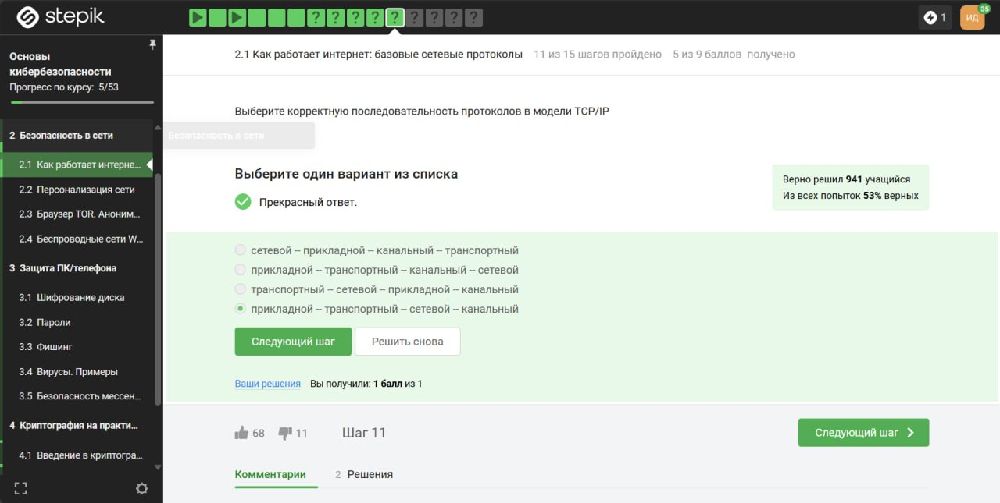 stepik
? ? ? ? ? ? ? ? ?
1
ИД
35
Основы
кибербезопасности
Прогресс по курсу: 5/53
2 Безопасность в сети
2.1 Как работает интерне...
2.2 Персонализация сети
2.3 Браузер TOR. Аноним...
2.4 Беспроводные сети W...
3 Защита ПК/телефона
3.1 Шифрование диска
3.2 Пароли
3.3 Фишинг
3.4 Вирусы. Примеры
3.5 Безопасность мессен...
4 Криптография на практи...
4.1 Введение в криптогра...
2.1 Как работает интернет: базовые сетевые протоколы 11 из 15 шагов пройдено 5 из 9 баллов получено
Выберите корректную последовательность протоколов в модели TCP/IP
Безопасность в сети
Выберите один вариант из списка
Прекрасный ответ.
Верно решил 941 учащийся
Из всех попыток 53% верных
сетевой -- прикладной -- канальный -- транспортный
прикладной -- транспортный -- канальный -- сетевой
транспортный -- сетевой -- прикладной -- канальный
прикладной -- транспортный -- сетевой -- канальный
Следующий шаг Решить снова
Ваши решения Вы получили: 1 балл из 1
68 11 Шаг 11
Следующий шаг
Комментарии 2 Решения